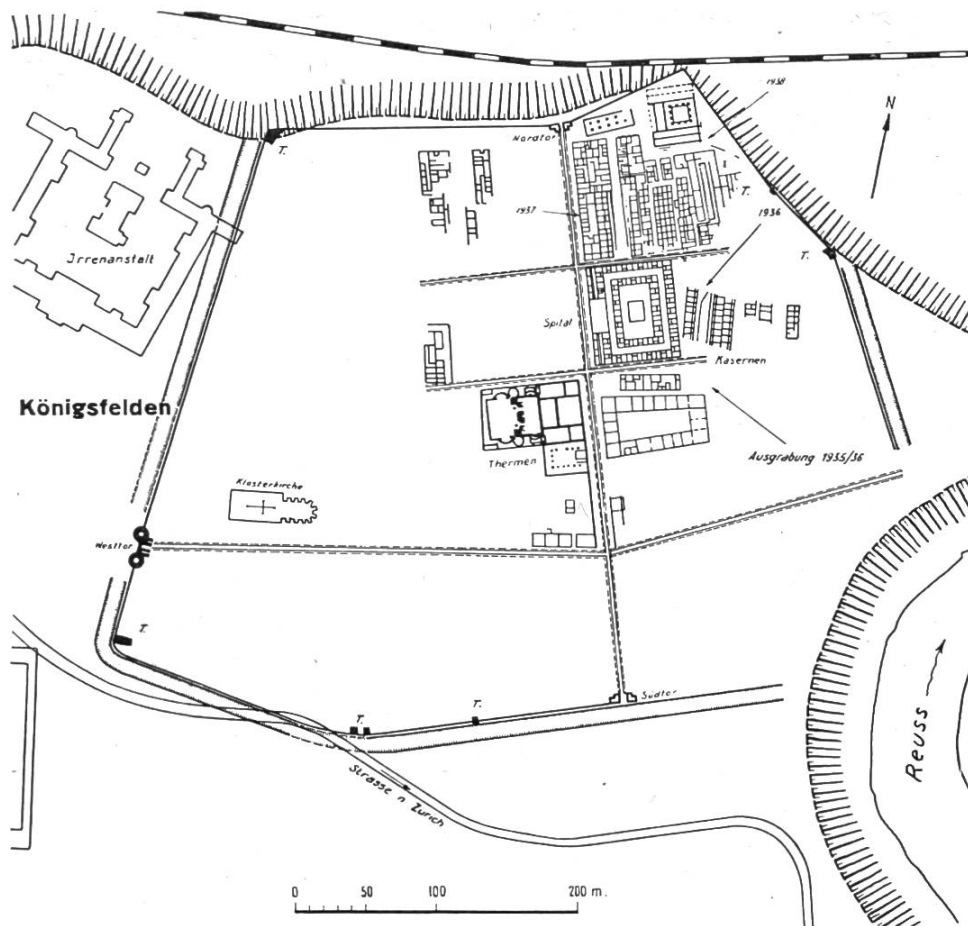 1938
N
Nordtor
T.
1937
T.
1936
T.
Irrenanstalt
Spital
Kasernen
Königsfelden
Thermen
Ausgrabung 1935/36
Klosterkirche
Westtor
T.
Südtor
T.
T.
Strasse n. Zürich
Reuss
0 50 100 200 m.